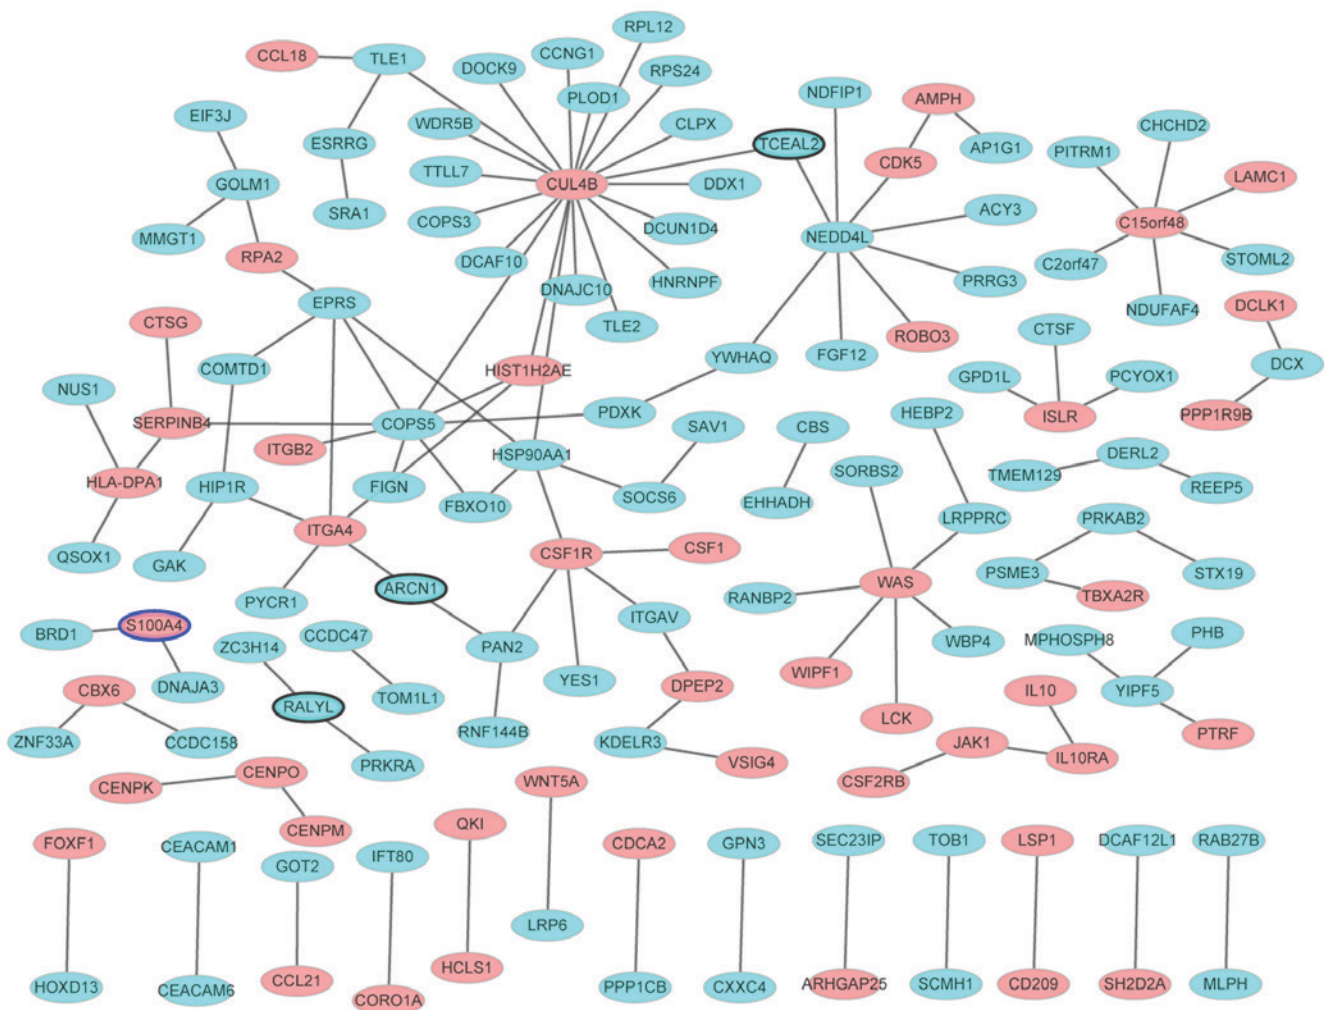 RPL12
CCL18
TLE1
CCNG1
DOCK9
RPS24
PLOD1
NDFIP1
AMPH
EIF3J
WDR5B
CLPX
CHCHD2
ESRRG
TCEAL2
AP1G1
PITRM1
CDK5
TTLL7
LAMC1
GOLM1
CUL4B
DDX1
SRA1
COPS3
ACY3
C15orf48
DCUN1D4
MMGT1
NEDD4L
RPA2
DCAF10
STOML2
C2orf47
HNRNPF
PRRG3
DNAJC10
EPRS
NDUFAF4
DCLK1
CTSG
TLE2
ROBO3
CTSF
YWHAQ
FGF12
DCX
COMTD1
HIST1H2AE
NUS1
GPD1L
PCYOX1
PDXK
HEBP2
ISLR
PPP1R9B
SERPINB4
COPS5
SAV1
CBS
ITGB2
HSP90AA1
DERL2
SORBS2
TMEM129
HLA-DPA1
HIP1R
FIGN
REEP5
SOCS6
EHHADH
FBXO10
LRPPRC
PRKAB2
ITGA4
CSF1
CSF1R
QSOX1
GAK
PSME3
STX19
WAS
ARCN1
TBXA2R
PYCR1
RANBP2
ITGAV
S100A4
BRD1
CCDC47
PHB
MPHOSPH8
WBP4
ZC3H14
PAN2
WIPF1
DNAJA3
YES1
DPEP2
CBX6
TOM1L1
IL10
YIPF5
RALYL
LCK
RNF144B
PTRF
ZNF33A
CCDC158
KDELR3
JAK1
IL10RA
PRKRA
VSIG4
CENPO
CENPK
WNT5A
CSF2RB
CENPM
QKI
FOXF1
CEACAM1
CDCA2
GPN3
SEC23IP
TOB1
LSP1
DCAF12L1
RAB27B
GOT2
IFT80
LRP6
HCLS1
CCL21
HOXD13
CEACAM6
CORO1A
PPP1CB
CXXC4
ARHGAP25
SCMH1
CD209
SH2D2A
MLPH